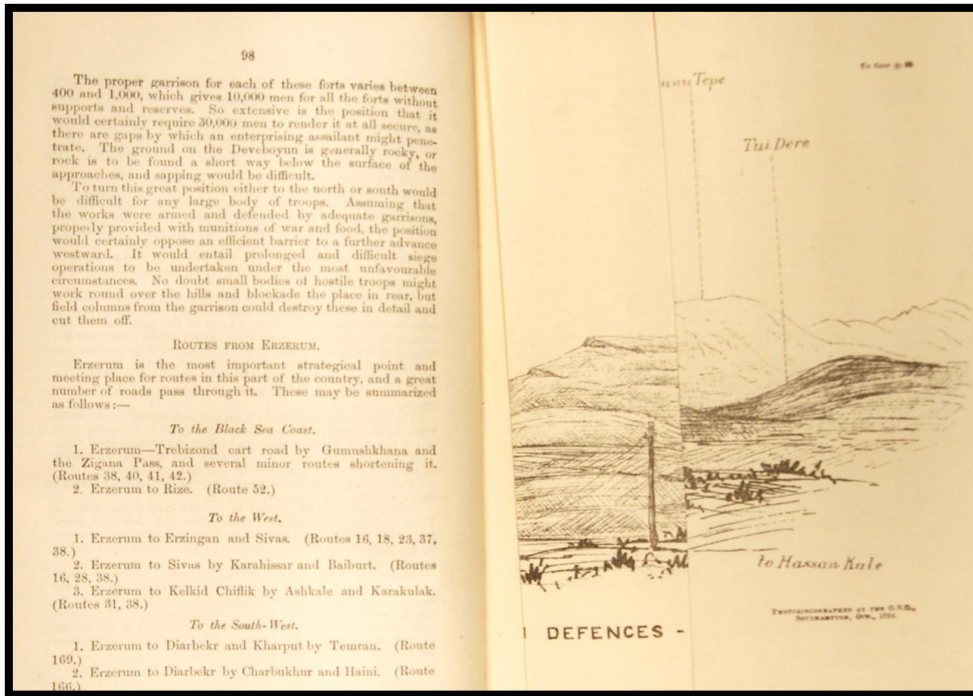 98
The proper garrison for each of these forts varies between
400 and 1,000, which gives 10,000 men for all the forts without
supports and reserves. So extensive is the position that it
would certainly require 30,000 men to render it at all secure, as
there are gaps by which an enterprising assailant might pene-
trate. The ground on the Deveboyun is generally rocky, or
rock is to be found a short way below the surface of the
approaches, and sapping would be difficult.
To turn this great position either to the north or south would
be difficult for any large body of troops. Assuming that
the works were armed and defended by adequate garrisons,
properly provided with munitions of war and food, the position
would certainly oppose an efficient barrier to a further advance
westward. It would entail prolonged and difficult siege
operations to be undertaken under the most unfavourable
circumstances. No doubt small bodies of hostile troops might
work round over the hills and blockade the place in rear, but
field columns from the garrison could destroy these in detail and
cut them off.
ROUTES FROM ERZERUM.
Erzerum is the most important strategical point and
meeting place for routes in this part of the country, and a great
number of roads pass through it. These may be summarized
as follows:—
To the Black Sea Coast.
1. Erzerum—Trebizond cart road by Gumushkhana and
the Zigana Pass, and several minor routes shortening it.
(Routes 38, 40, 41, 42.)
2. Erzerum to Rize. (Route 52.)
To the West.
1. Erzerum to Erzingan and Sivas. (Routes 16, 18, 23, 37,
38.)
2. Erzerum to Sivas by Karahissar and Baiburt. (Routes
16, 28, 38.)
3. Erzerum to Kelkid Chiflik by Ashkale and Karakulak.
(Routes 31, 38.)
To the South-West.
1. Erzerum to Diarbekr and Kharput by Temran. (Route
169.)
2. Erzerum to Diarbekr by Charbukhur and Haini. (Route
166.)
To face p.
Tepe
Tui Dere
to Hassan Kale
DEFENCES -
PHOTOZINCOGRAPHED AT THE O.S.O.,
SOUTHAMPTON,